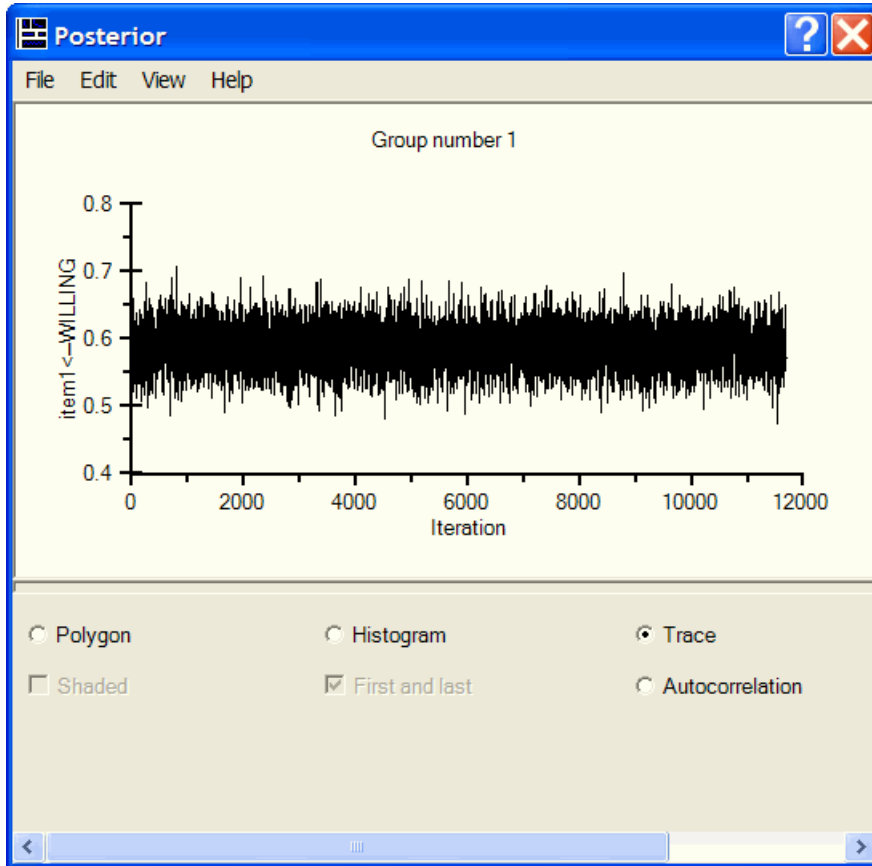 Posterior
File Edit View Help
Group number 1
0.8
0.7
0.6
0.5
0.4
item1<--WILLING
0 2000 4000 6000 8000 10000 12000
Iteration
Polygon Histogram Trace
Shaded First and last Autocorrelation